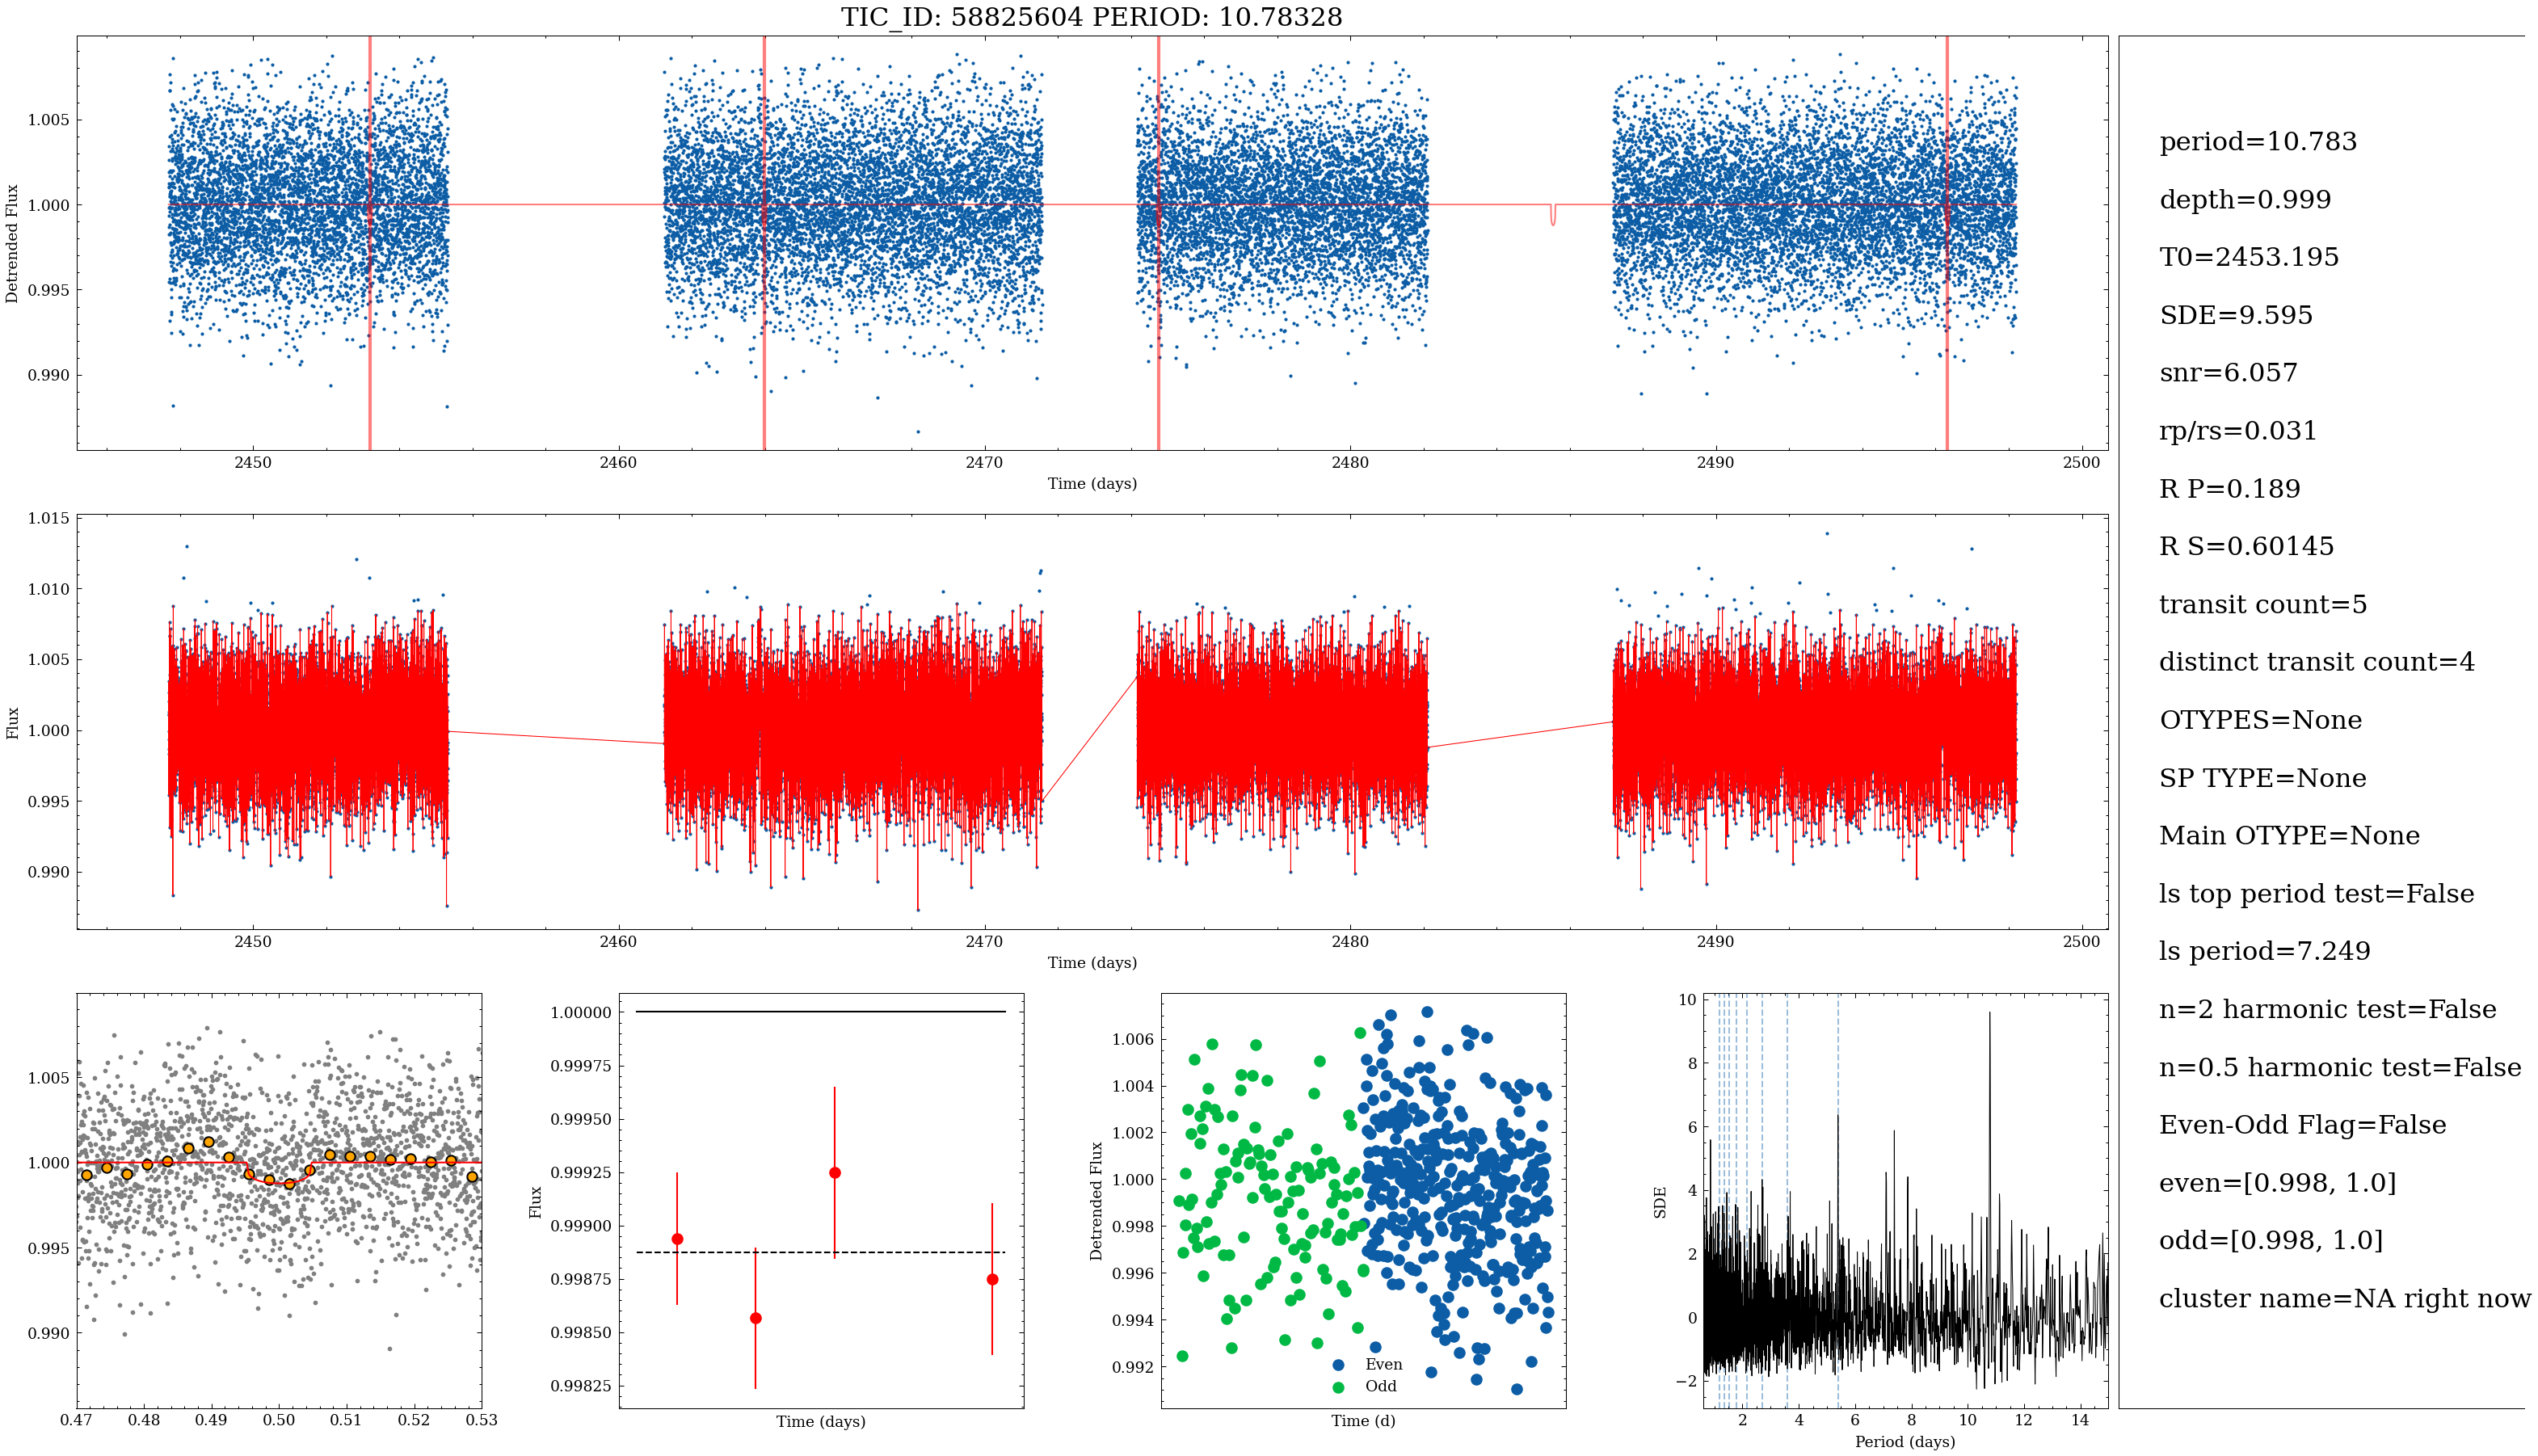 TIC_ID: 58825604 PERIOD: 10.78328
Detrended Flux
1.005
1.000
0.995
0.990
2450 2460 2470 2480 2490 2500
Time (days)
Flux
1.015
1.010
1.005
1.000
0.995
0.990
2450 2460 2470 2480 2490 2500
Time (days)
1.005
1.000
0.995
0.990
0.47 0.48 0.49 0.50 0.51 0.52 0.53
Flux
1.00000
0.99975
0.99950
0.99925
0.99900
0.99875
0.99850
0.99825
Time (days)
Detrended Flux
1.006
1.004
1.002
1.000
0.998
0.996
0.994
0.992
Even
Odd
Time (d)
SDE
10
8
6
4
2
0
−2
2 4 6 8 10 12 14
Period (days)
period=10.783
depth=0.999
T0=2453.195
SDE=9.595
snr=6.057
rp/rs=0.031
R P=0.189
R S=0.60145
transit count=5
distinct transit count=4
OTYPES=None
SP TYPE=None
Main OTYPE=None
ls top period test=False
ls period=7.249
n=2 harmonic test=False
n=0.5 harmonic test=False
Even-Odd Flag=False
even=[0.998, 1.0]
odd=[0.998, 1.0]
cluster name=NA right now